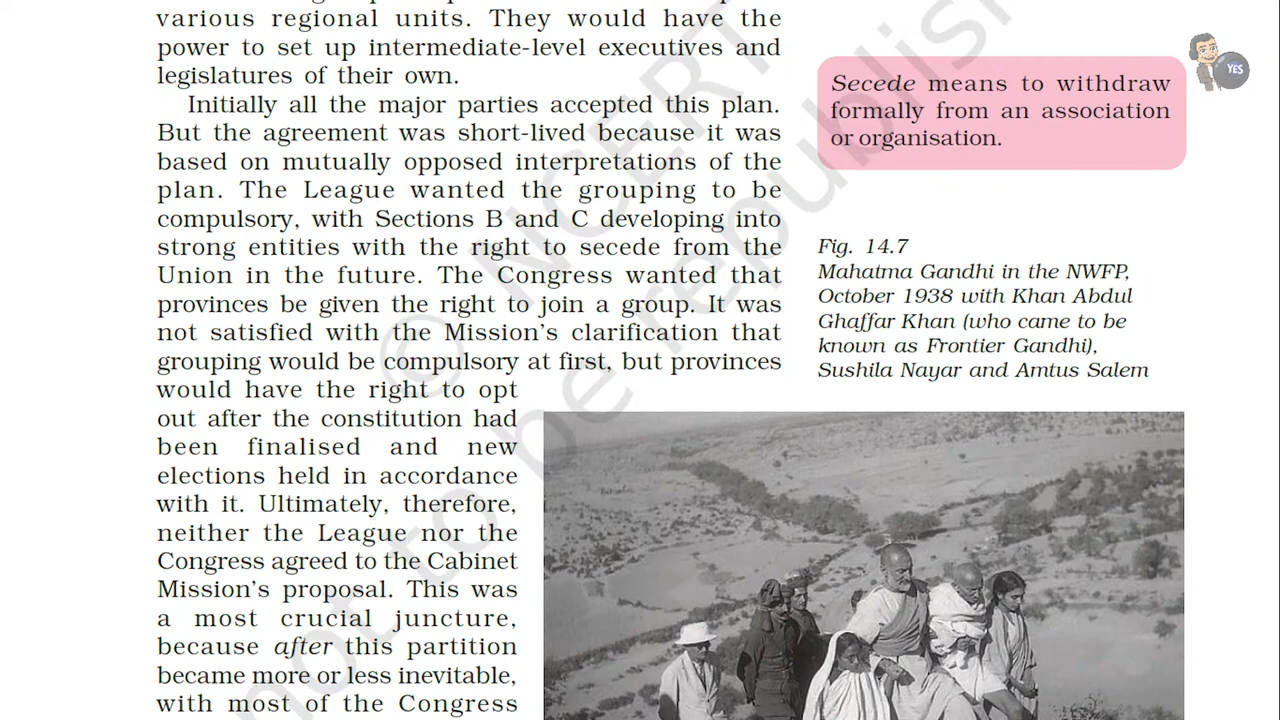 various regional units. They would have the
power to set up intermediate-level executives and
legislatures of their own.
Initially all the major parties accepted this plan.
But the agreement was short-lived because it was
based on mutually opposed interpretations of the
plan. The League wanted the grouping to be
compulsory, with Sections B and C developing into
strong entities with the right to secede from the
Union in the future. The Congress wanted that
provinces be given the right to join a group. It was
not satisfied with the Mission's clarification that
grouping would be compulsory at first, but provinces
would have the right to opt
out after the constitution had
been finalised and new
elections held in accordance
with it. Ultimately, therefore,
neither the League nor the
Congress agreed to the Cabinet
Mission's proposal. This was
a most crucial juncture,
because after this partition
became more or less inevitable,
with most of the Congress
Secede means to withdraw
formally from an association
or organisation.
YES
Fig. 14.7
Mahatma Gandhi in the NWFP,
October 1938 with Khan Abdul
Ghaffar Khan (who came to be
known as Frontier Gandhi),
Sushila Nayar and Amtus Salem
© NCERT
not to be republish